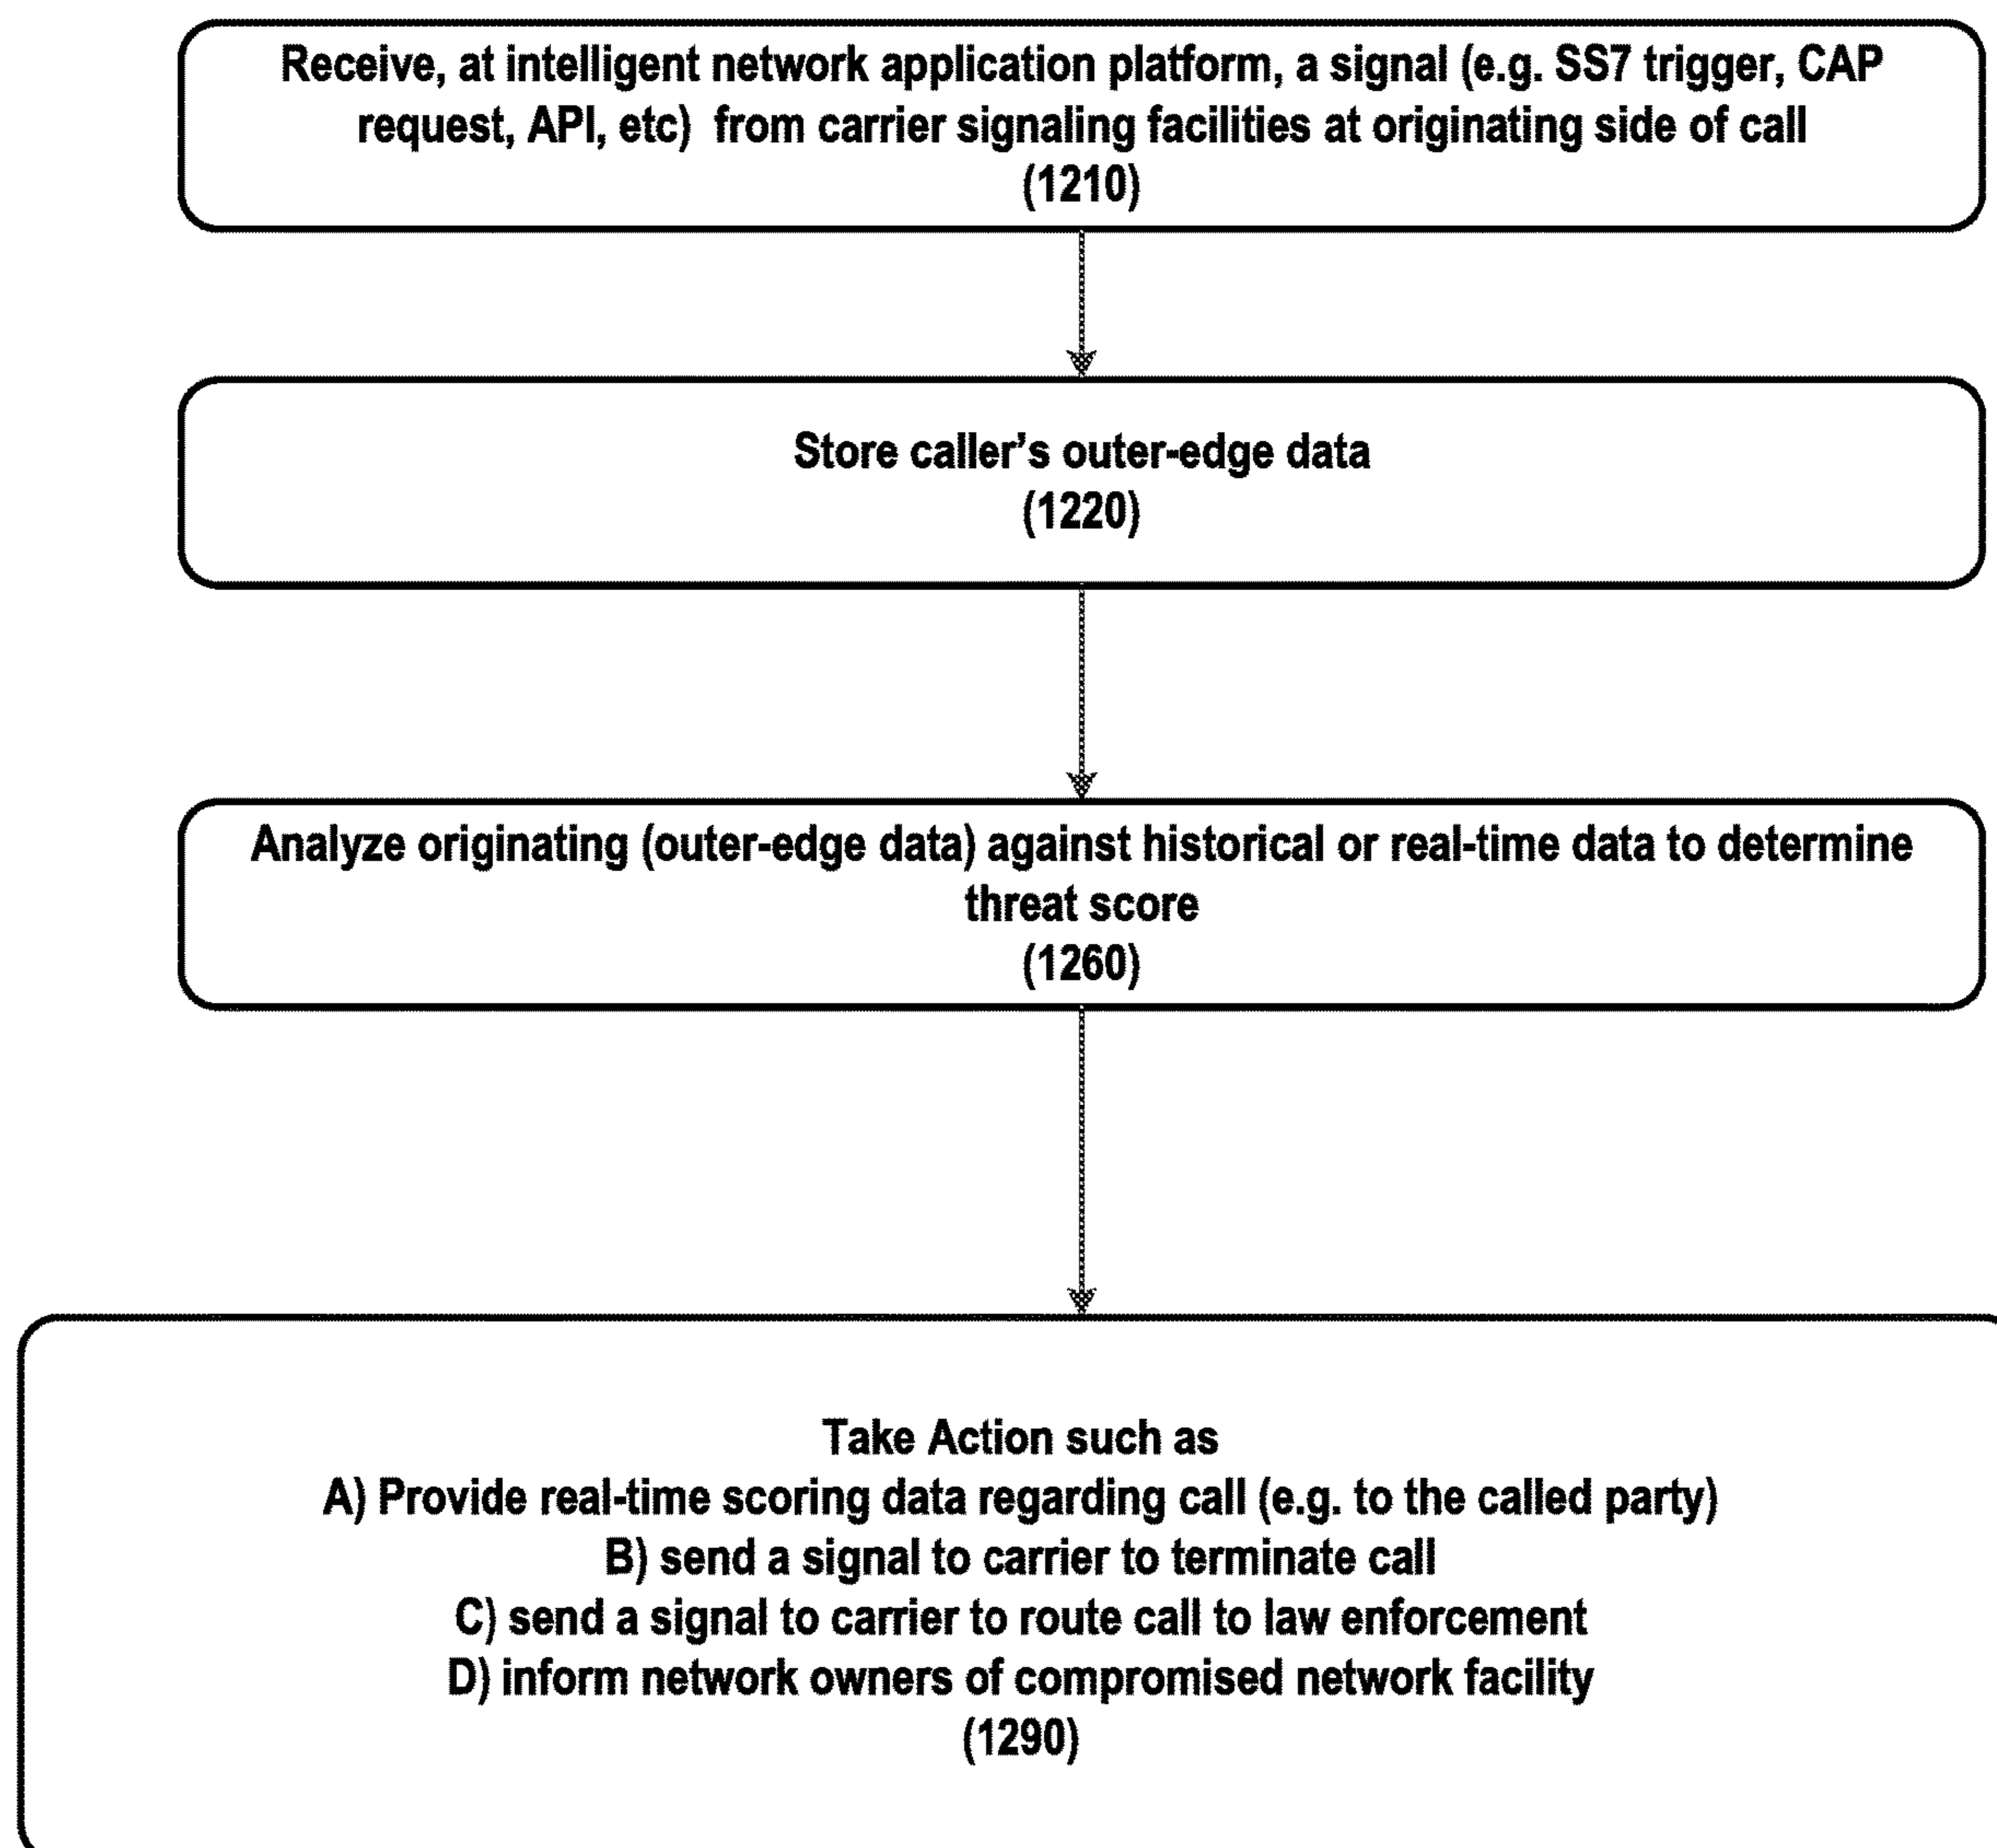 Receive, at intelligent network application platform, a signal (e.g. SS7 trigger, CAP
request, API, etc) from carrier signaling facilities at originating side of call
(1210)
Store caller's outer-edge data
(1220)
Analyze originating (outer-edge data) against historical or real-time data to determine
threat score
(1260)
Take Action such as
A) Provide real-time scoring data regarding call (e.g. to the called party)
B) send a signal to carrier to terminate call
C) send a signal to carrier to route call to law enforcement
D) inform network owners of compromised network facility
(1290)